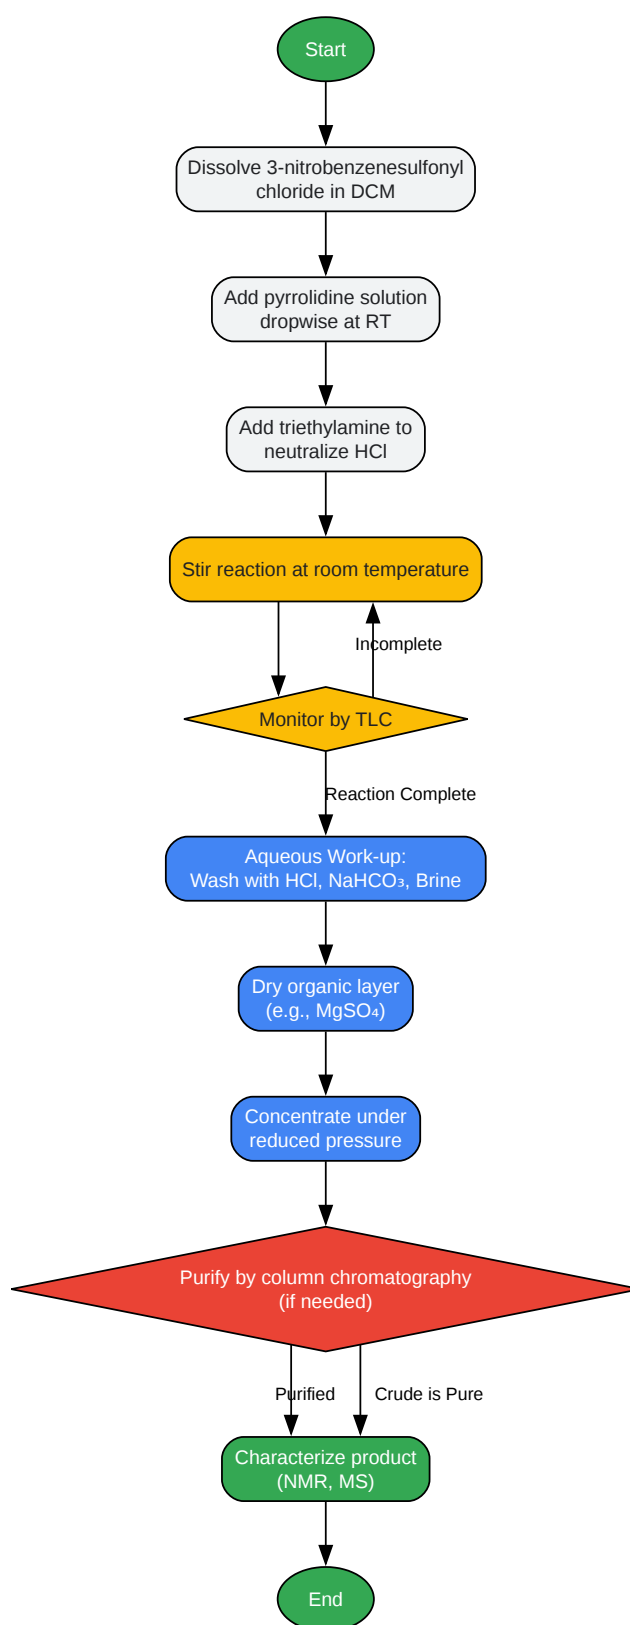 Start
Dissolve 3-nitrobenzenesulfonyl
chloride in DCM
Add pyrrolidine solution
dropwise at RT
Add triethylamine to
neutralize HCl
Stir reaction at room temperature
Incomplete
Monitor by TLC
Reaction Complete
Aqueous Work-up:
Wash with HCl, NaHCO₃, Brine
Dry organic layer
(e.g., MgSO₄)
Concentrate under
reduced pressure
Purify by column chromatography
(if needed)
Purified
Crude is Pure
Characterize product
(NMR, MS)
End